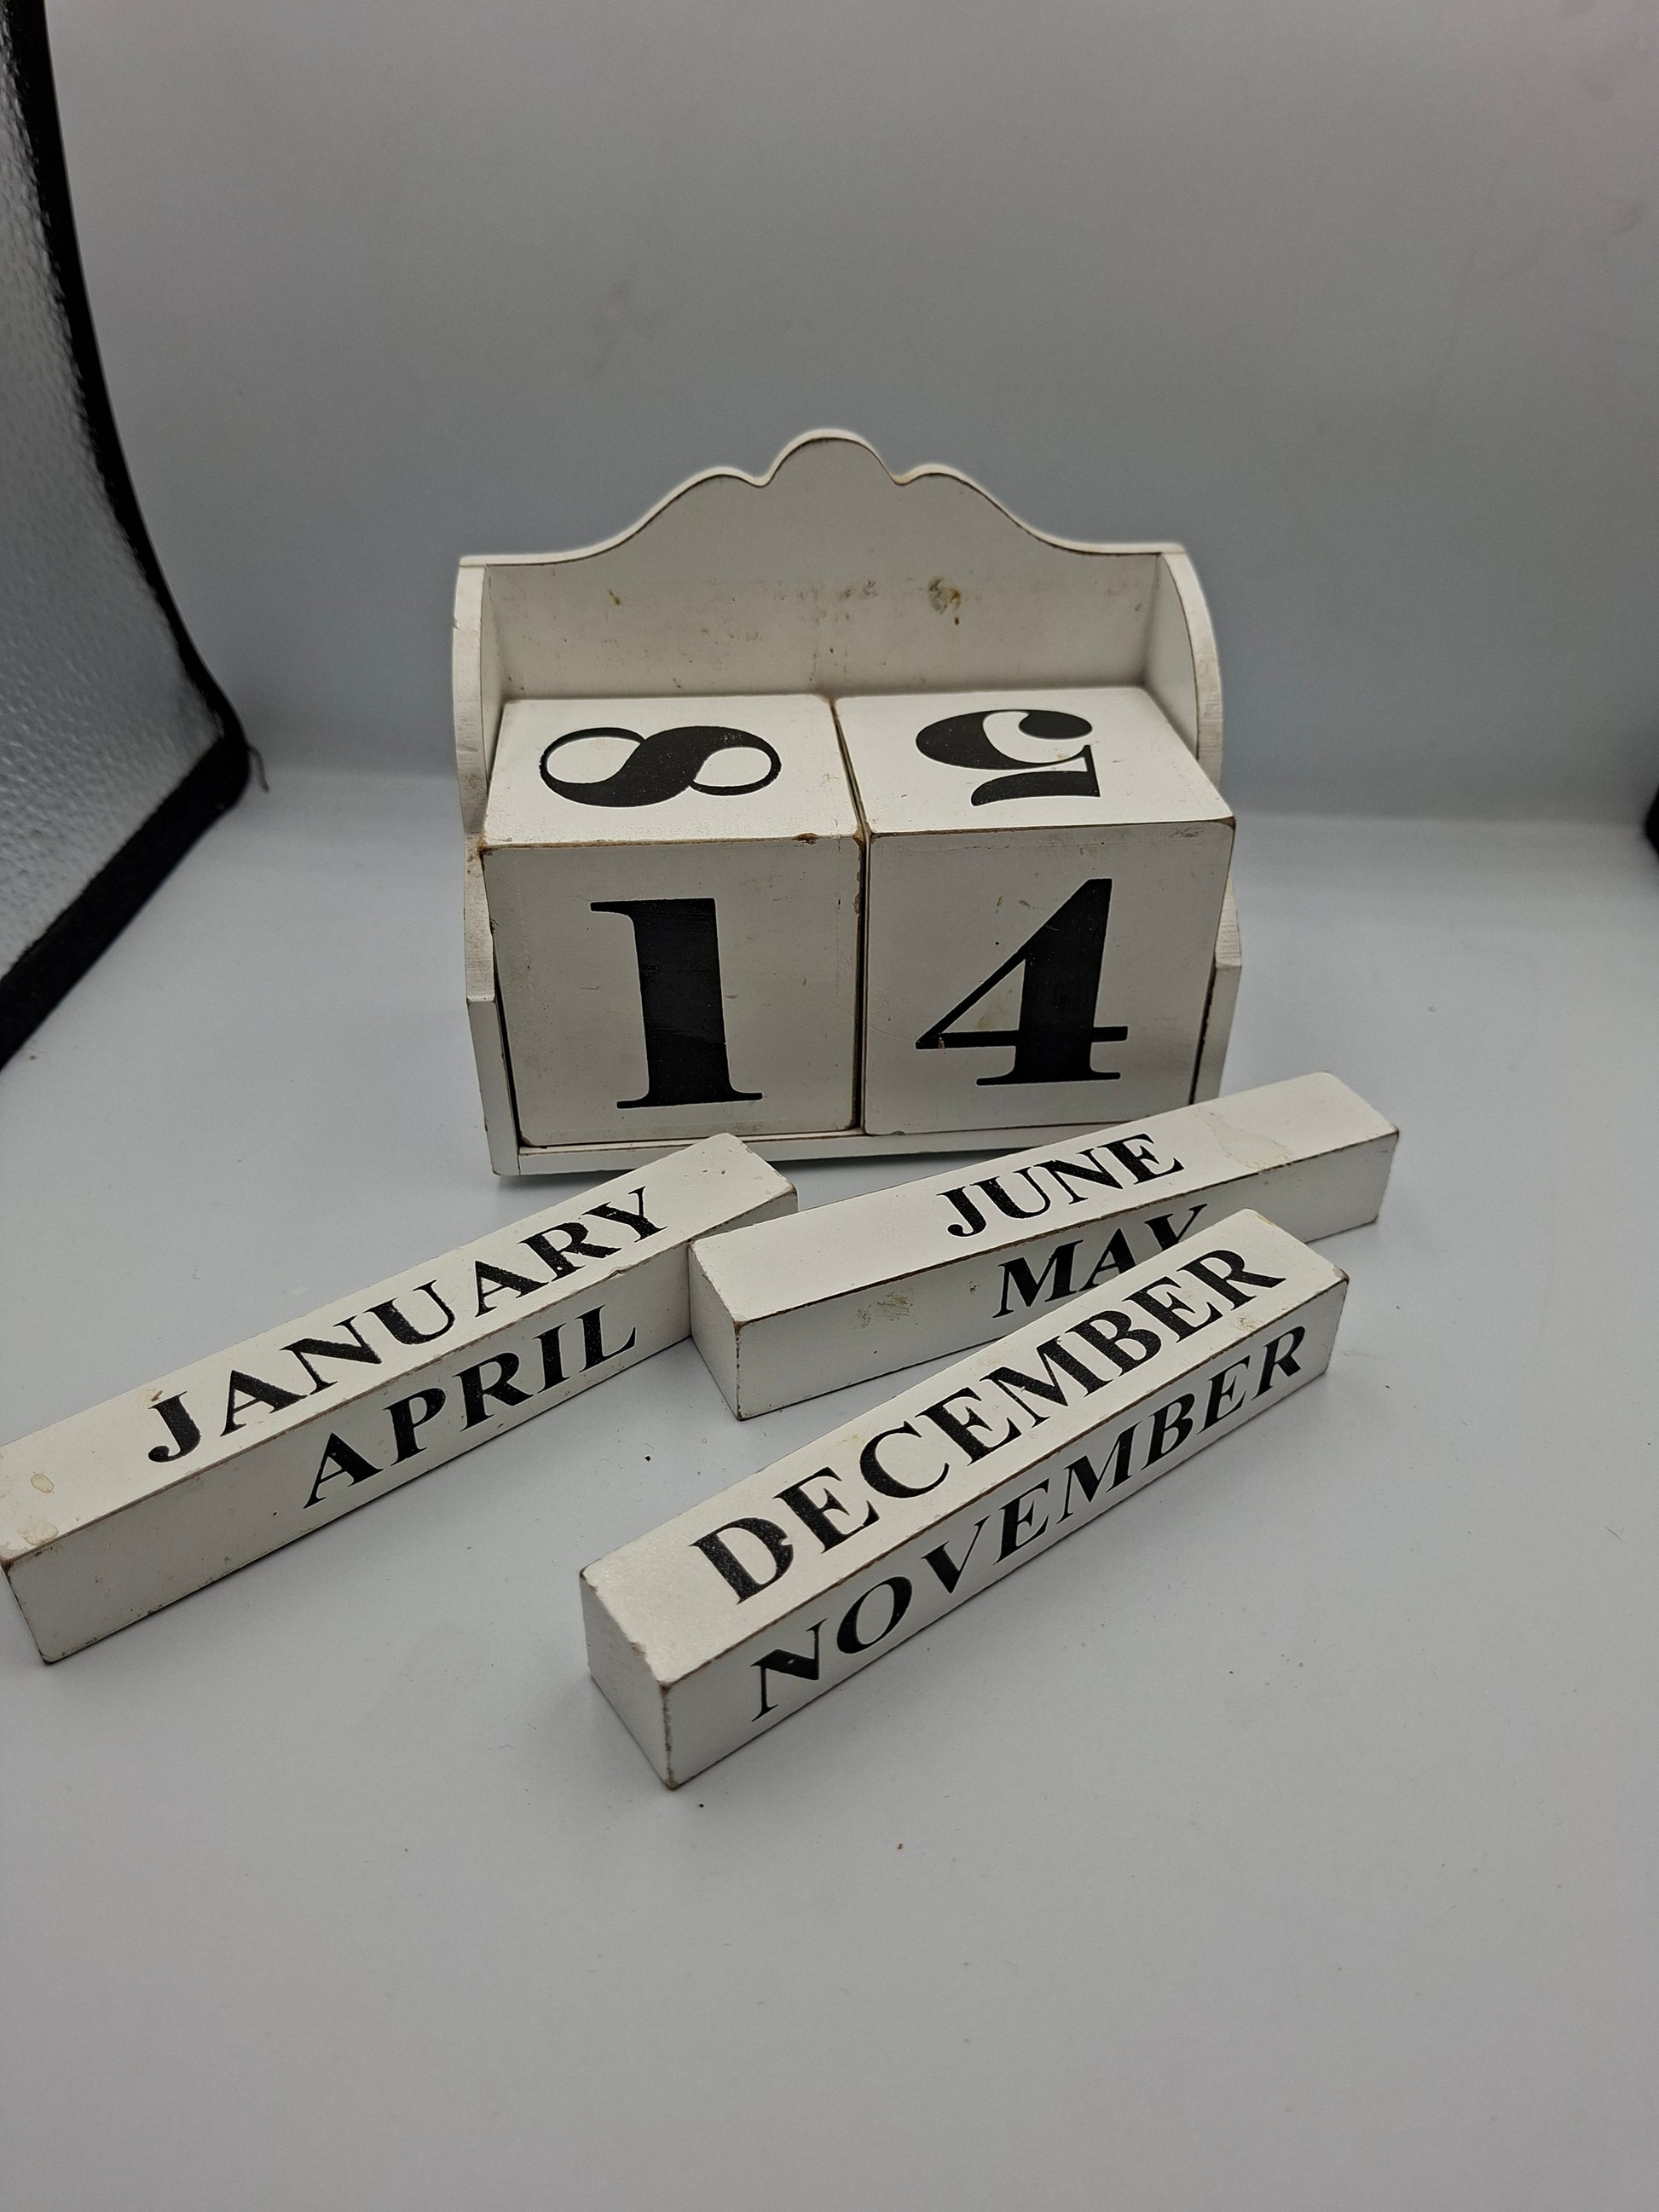 8 5
1 4
JUNE
MAY
JANUARY
APRIL
DECEMBER
NOVEMBER